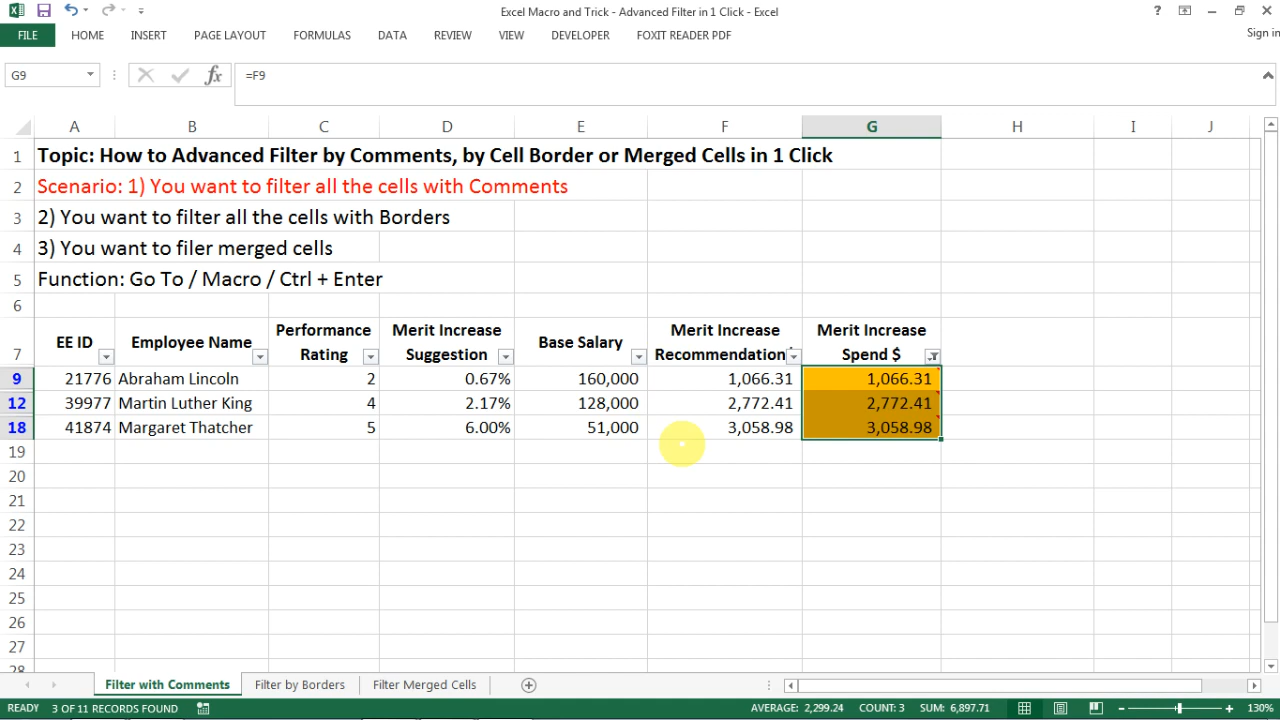 Excel Macro and Trick - Advanced Filter in 1 Click - Excel
?
Sign in
FILE HOME INSERT PAGE LAYOUT FORMULAS DATA REVIEW VIEW DEVELOPER FOXIT READER PDF
G9 fx =F9
A B C D E F G H I J
1 Topic: How to Advanced Filter by Comments, by Cell Border or Merged Cells in 1 Click
2 Scenario: 1) You want to filter all the cells with Comments
3 2) You want to filter all the cells with Borders
4 3) You want to filer merged cells
5 Function: Go To / Macro / Ctrl + Enter
6
7 EE ID Employee Name Performance Rating Merit Increase Suggestion Base Salary Merit Increase Recommendation Merit Increase Spend $
9 21776 Abraham Lincoln 2 0.67% 160,000 1,066.31 1,066.31
12 39977 Martin Luther King 4 2.17% 128,000 2,772.41 2,772.41
18 41874 Margaret Thatcher 5 6.00% 51,000 3,058.98 3,058.98
19
20
21
22
23
24
25
26
27
28
Filter with Comments Filter by Borders Filter Merged Cells
READY 3 OF 11 RECORDS FOUND AVERAGE: 2,299.24 COUNT: 3 SUM: 6,897.71 130%